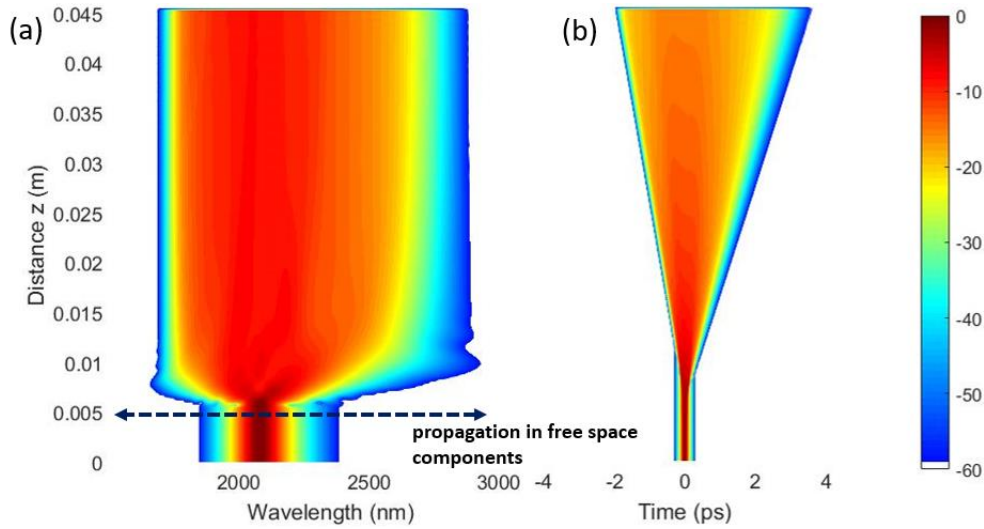 (a)
(b)
0.045
0.04
0.035
0.03
0.025
0.02
0.015
0.01
0.005
0
Distance z (m)
propagation in free space
components
2000 2500 3000
Wavelength (nm)
-4 -2 0 2 4
Time (ps)
0
-10
-20
-30
-40
-50
-60